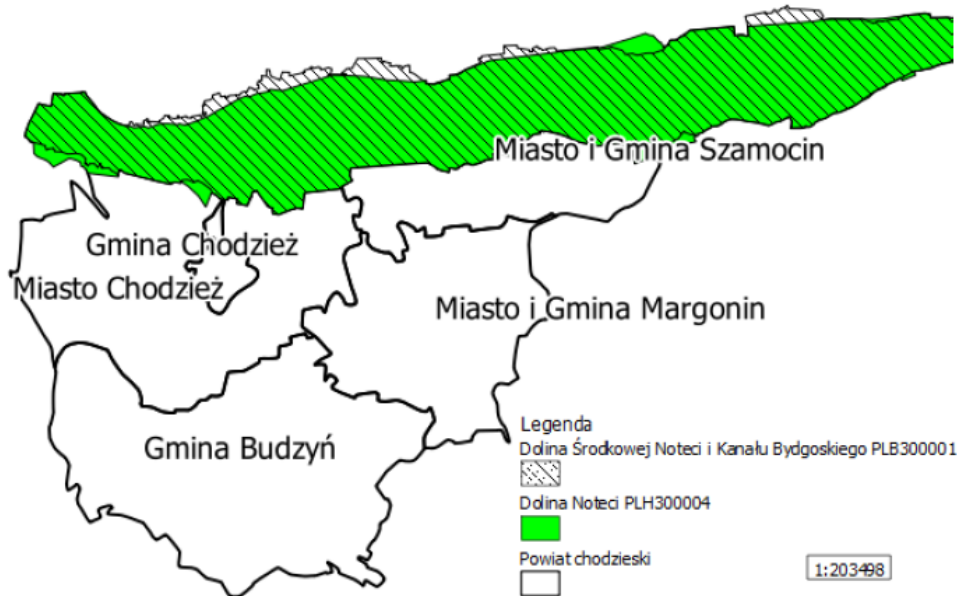 Miasto i Gmina Szamocin
Gmina Chodzież
Miasto Chodzież
Miasto i Gmina Margonin
Gmina Budzyń
Legenda
Dolina Środkowej Noteci i Kanału Bydgoskiego PLB300001
Dolina Noteci PLH300004
Powiat chodzieski
1:203498